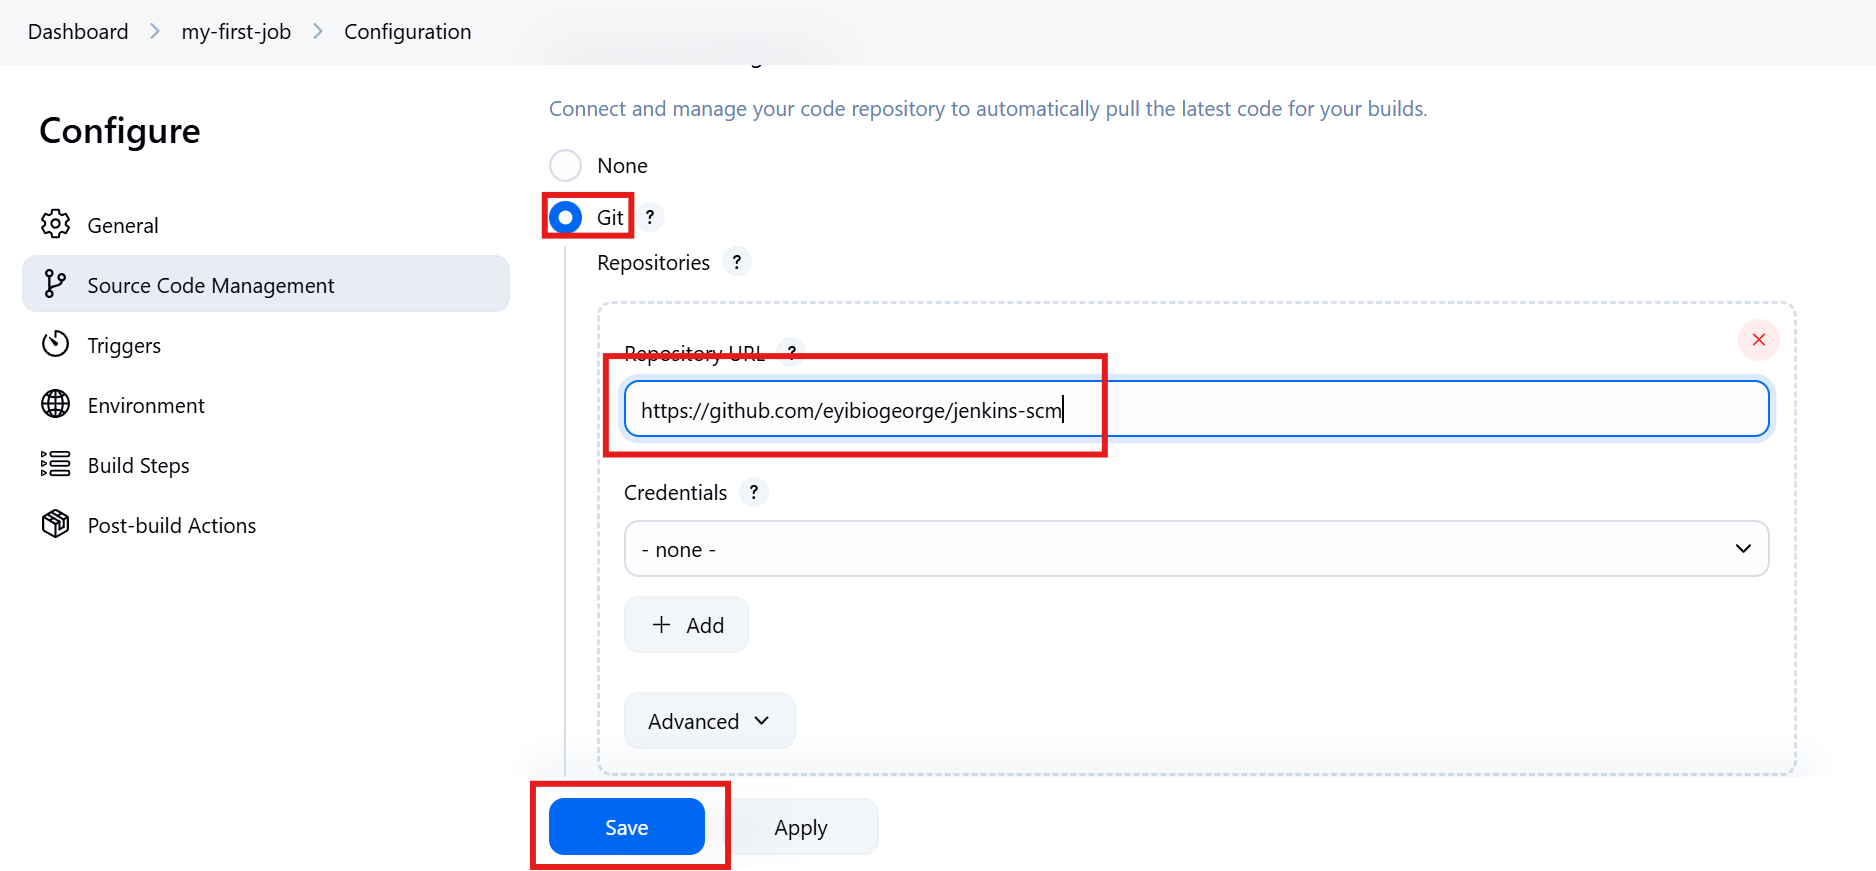 Dashboard > my-first-job > Configuration
Configure
General
Source Code Management
Triggers
Environment
Build Steps
Post-build Actions
Connect and manage your code repository to automatically pull the latest code for your builds.
None
Git ?
Repositories ?
Repository URL ?
https://github.com/eyibiogeorge/jenkins-scm
Credentials ?
- none -
+ Add
Advanced
Save
Apply